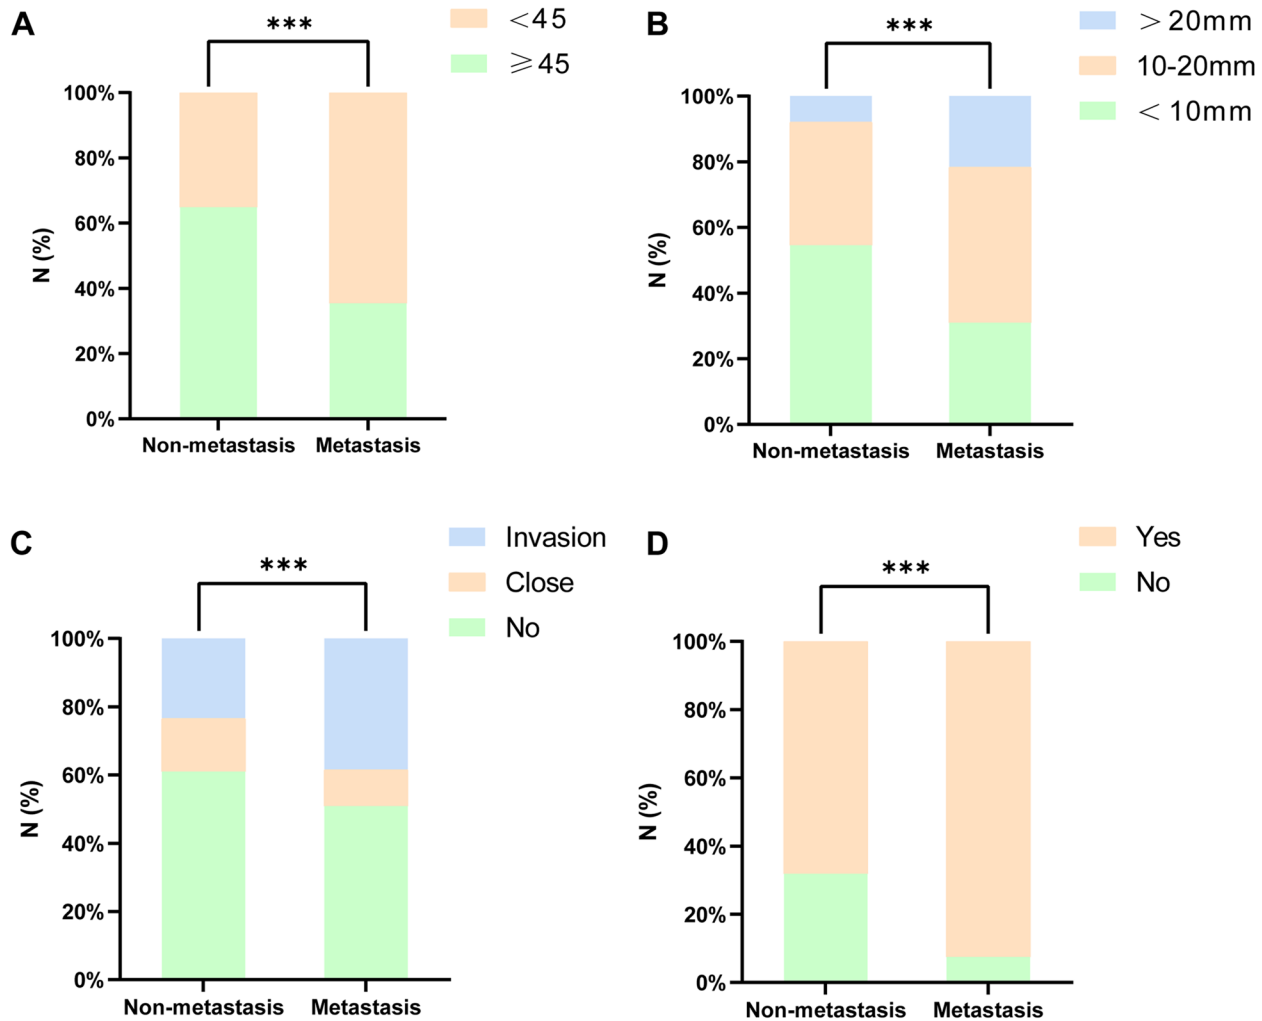 A
***
<45
≥45
100%
80%
60%
40%
20%
0%
N (%)
Non-metastasis Metastasis
B
***
> 20mm
10-20mm
< 10mm
100%
80%
60%
40%
20%
0%
N (%)
Non-metastasis Metastasis
C
***
Invasion
Close
No
100%
80%
60%
40%
20%
0%
N (%)
Non-metastasis Metastasis
D
***
Yes
No
100%
80%
60%
40%
20%
0%
N (%)
Non-metastasis Metastasis